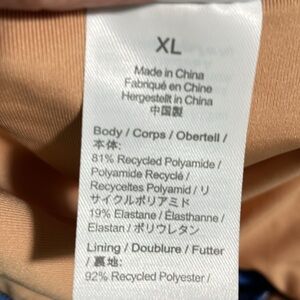 XL
Made in China
Fabriqué en Chine
Hergestellt in China
中国製
Body / Corps / Oberteil /
本体:
81% Recycled Polyamide /
Polyamide Recyclé /
Recyceltes Polyamid / リ
サイクルポリアミド
19% Elastane / Élasthanne /
Elastan / ポリウレタン
Lining / Doublure / Futter
/ 裏地:
92% Recycled Polyester /